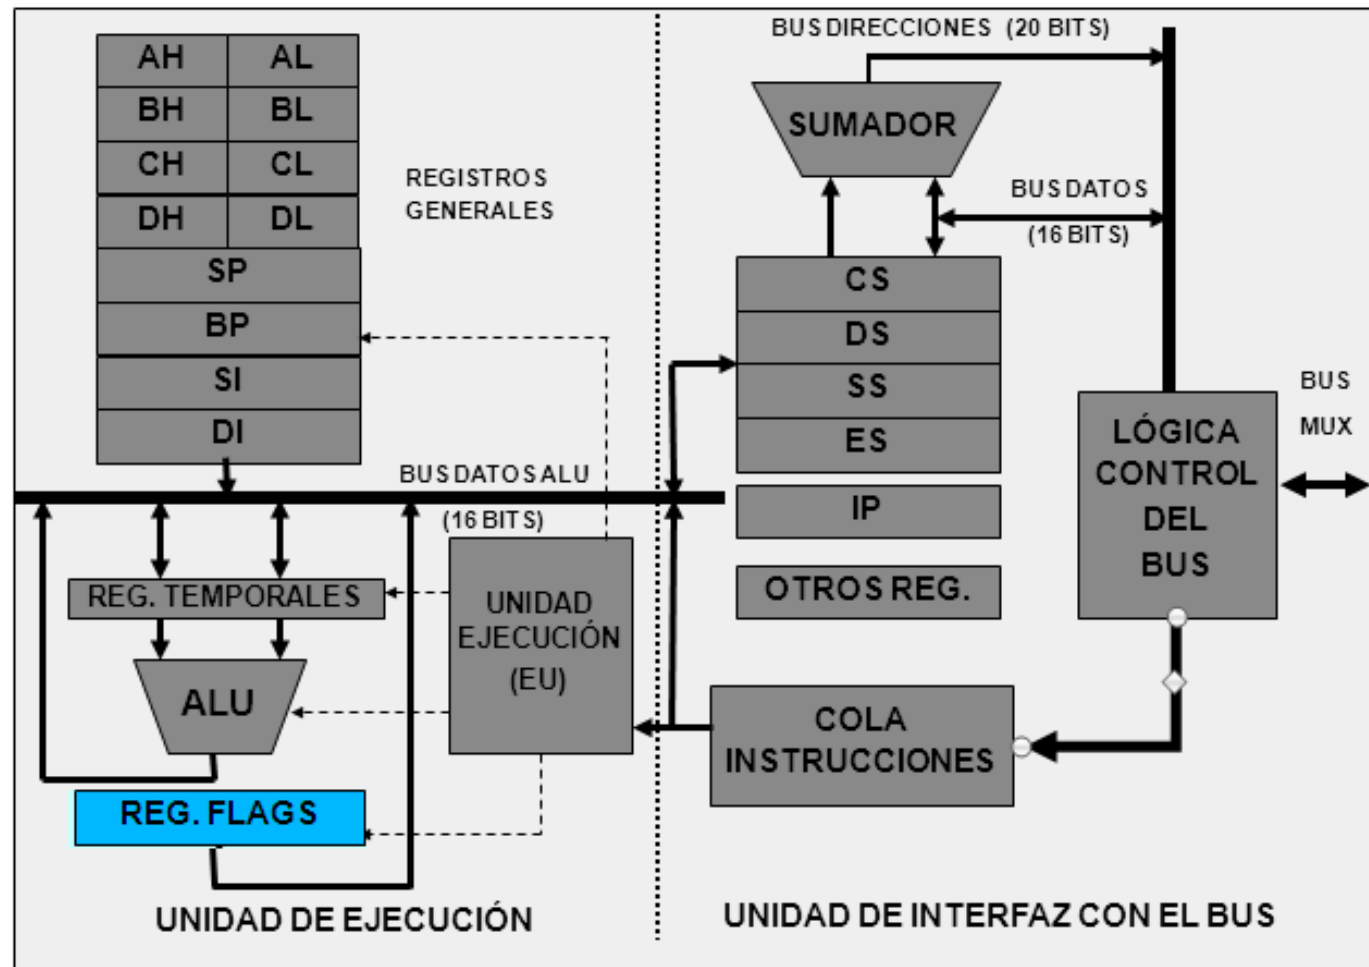 AH AL
BH BL
CH CL
DH DL
SP
BP
SI
DI
REGISTROS
GENERALES
BUS DATOS ALU
(16 BITS)
REG. TEMPORALES
ALU
REG. FLAGS
UNIDAD
EJECUCIÓN
(EU)
UNIDAD DE EJECUCIÓN
BUS DIRECCIONES (20 BITS)
SUMADOR
BUS DATOS
(16 BITS)
CS
DS
SS
ES
IP
OTROS REG.
COLA
INSTRUCCIONES
LÓGICA
CONTROL
DEL
BUS
BUS
MUX
UNIDAD DE INTERFAZ CON EL BUS